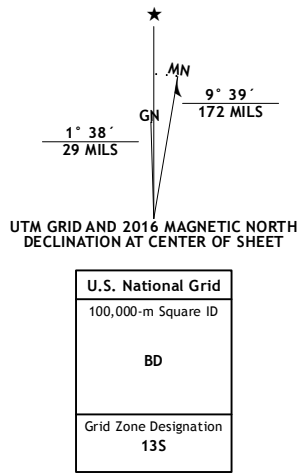 ★
MN
GN
9° 39´
172 MILS
1° 38´
29 MILS
UTM GRID AND 2016 MAGNETIC NORTH
DECLINATION AT CENTER OF SHEET
U.S. National Grid
100,000-m Square ID
BD
Grid Zone Designation
13S